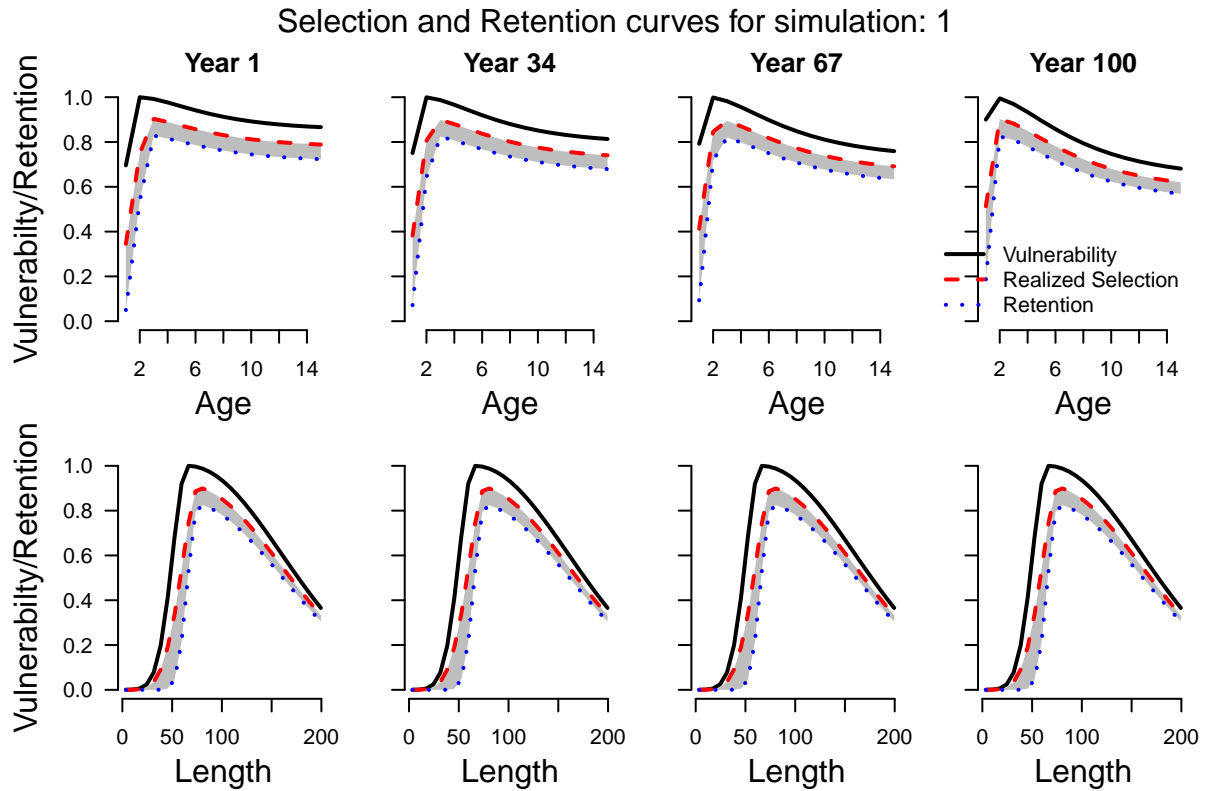 Selection and Retention curves for simulation: 1
Year 1 Year 34 Year 67 Year 100
Vulnerabilty/Retention
1.0
0.8
0.6
0.4
0.2
0.0
Vulnerability
Realized Selection
Retention
2 6 10 14 2 6 10 14 2 6 10 14 2 6 10 14
Age Age Age Age
Vulnerabilty/Retention
1.0
0.8
0.6
0.4
0.2
0.0
0 50 100 200 0 50 100 200 0 50 100 200 0 50 100 200
Length Length Length Length